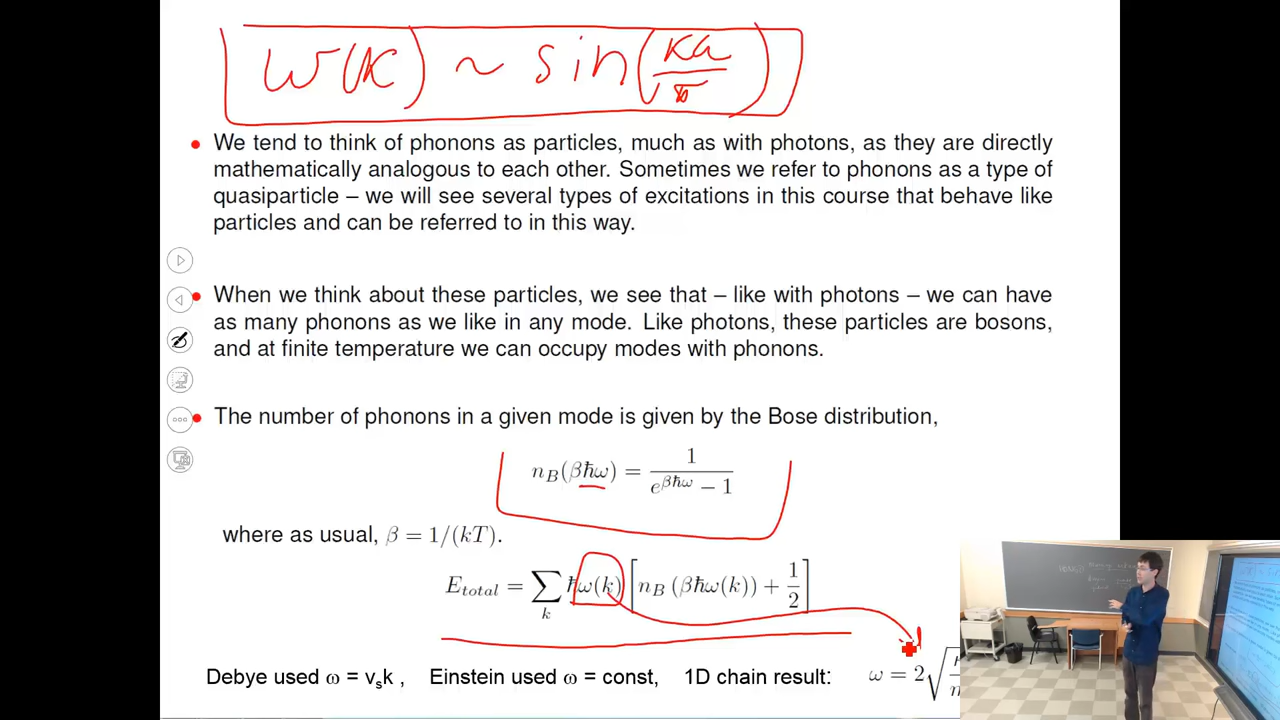 ω(k) ~ sin(ka/π)
• We tend to think of phonons as particles, much as with photons, as they are directly
mathematically analogous to each other. Sometimes we refer to phonons as a type of
quasiparticle – we will see several types of excitations in this course that behave like
particles and can be referred to in this way.
• When we think about these particles, we see that – like with photons – we can have
as many phonons as we like in any mode. Like photons, these particles are bosons,
and at finite temperature we can occupy modes with phonons.
• The number of phonons in a given mode is given by the Bose distribution,
n_B(βħω) = 1/(e^{βħω} − 1)
where as usual, β = 1/(kT).
E_total = ∑_k ħω(k) [n_B (βħω(k)) + 1/2]
Debye used ω = v_sk , Einstein used ω = const, 1D chain result: ω = 2√